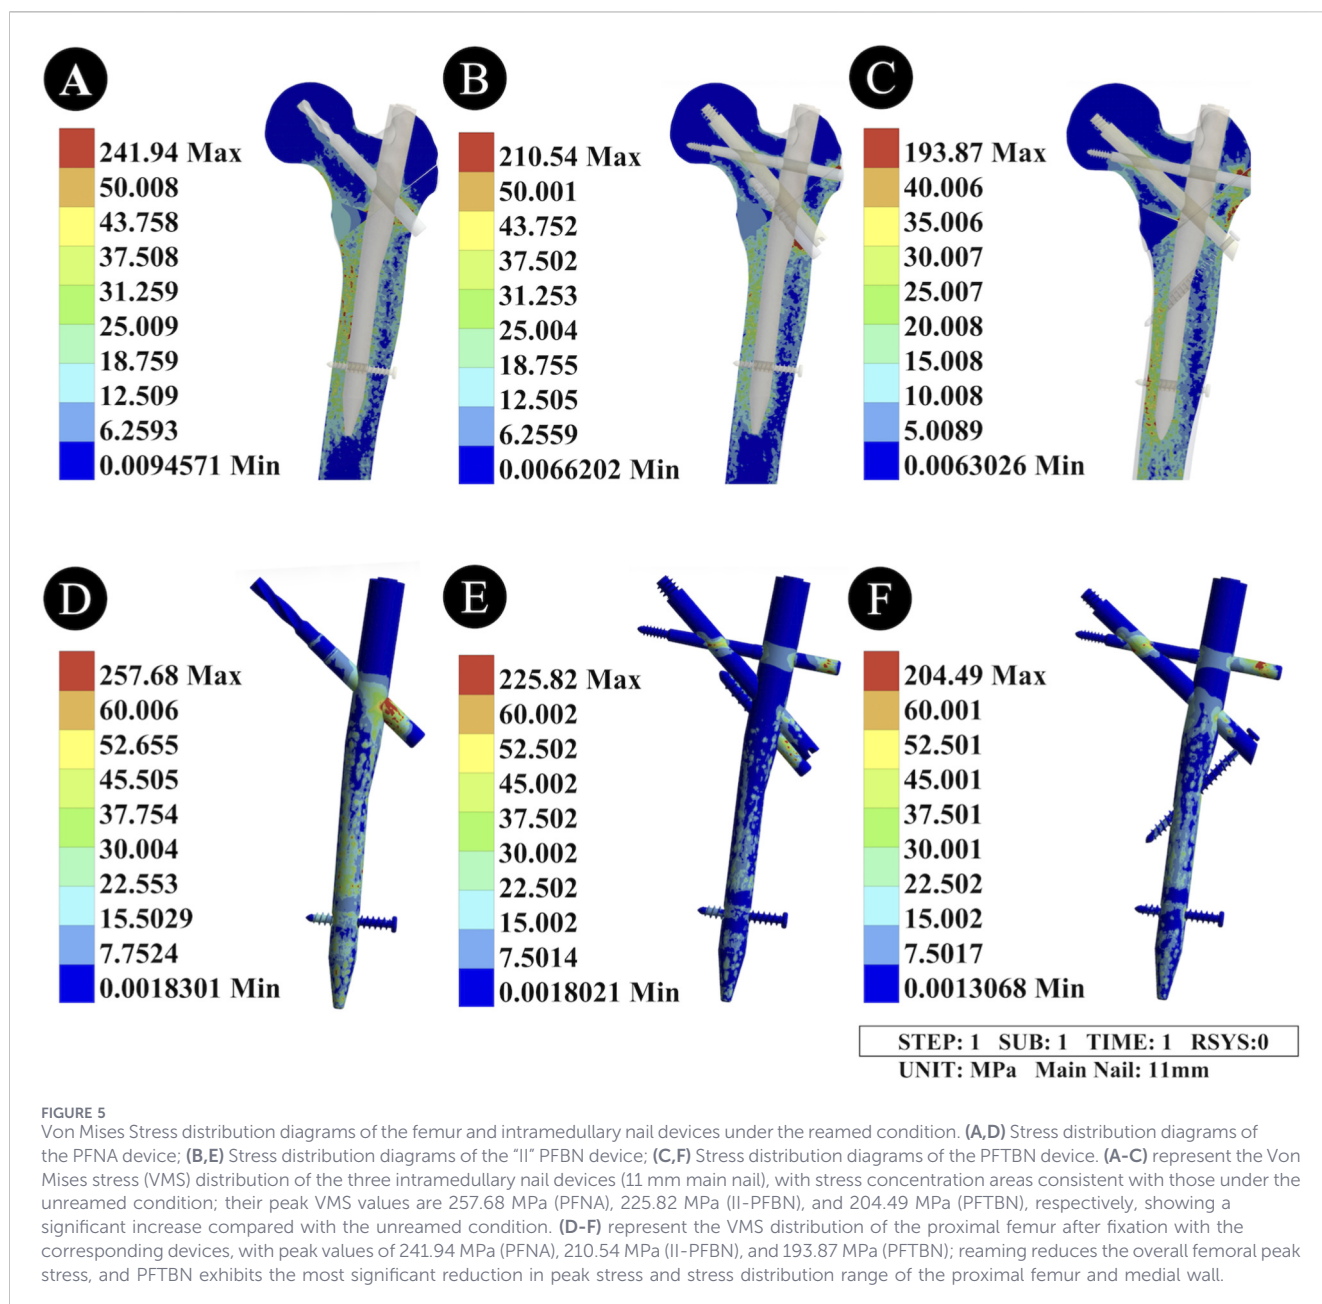 A
241.94 Max
50.008
43.758
37.508
31.259
25.009
18.759
12.509
6.2593
0.0094571 Min
B
210.54 Max
50.001
43.752
37.502
31.253
25.004
18.755
12.505
6.2559
0.0066202 Min
C
193.87 Max
40.006
35.006
30.007
25.007
20.008
15.008
10.008
5.0089
0.0063026 Min
D
257.68 Max
60.006
52.655
45.505
37.754
30.004
22.553
15.5029
7.7524
0.0018301 Min
E
225.82 Max
60.002
52.502
45.002
37.502
30.002
22.502
15.002
7.5014
0.0018021 Min
F
204.49 Max
60.001
52.501
45.001
37.501
30.001
22.502
15.002
7.5017
0.0013068 Min
STEP: 1 SUB: 1 TIME: 1 RSYS:0
UNIT: MPa Main Nail: 11mm
FIGURE 5
Von Mises Stress distribution diagrams of the femur and intramedullary nail devices under the reamed condition. (A,D) Stress distribution diagrams of
the PFNA device; (B,E) Stress distribution diagrams of the “II” PFBN device; (C,F) Stress distribution diagrams of the PFTBN device. (A-C) represent the Von
Mises stress (VMS) distribution of the three intramedullary nail devices (11 mm main nail), with stress concentration areas consistent with those under the
unreamed condition; their peak VMS values are 257.68 MPa (PFNA), 225.82 MPa (II-PFBN), and 204.49 MPa (PFTBN), respectively, showing a
significant increase compared with the unreamed condition. (D-F) represent the VMS distribution of the proximal femur after fixation with the
corresponding devices, with peak values of 241.94 MPa (PFNA), 210.54 MPa (II-PFBN), and 193.87 MPa (PFTBN); reaming reduces the overall femoral peak
stress, and PFTBN exhibits the most significant reduction in peak stress and stress distribution range of the proximal femur and medial wall.